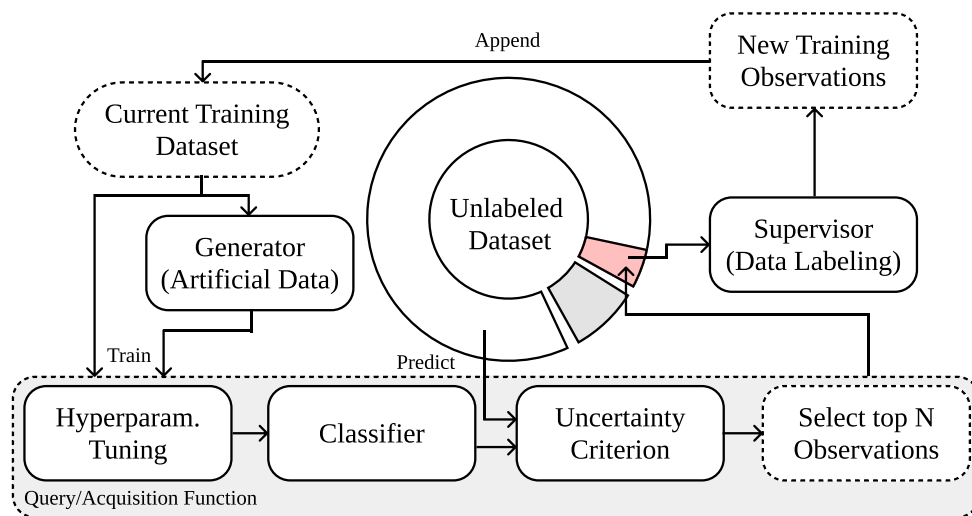 Append
New Training
Observations
Current Training
Dataset
Unlabeled
Dataset
Generator
(Artificial Data)
Supervisor
(Data Labeling)
Train
Predict
Hyperparam.
Tuning
Classifier
Uncertainty
Criterion
Select top N
Observations
Query/Acquisition Function